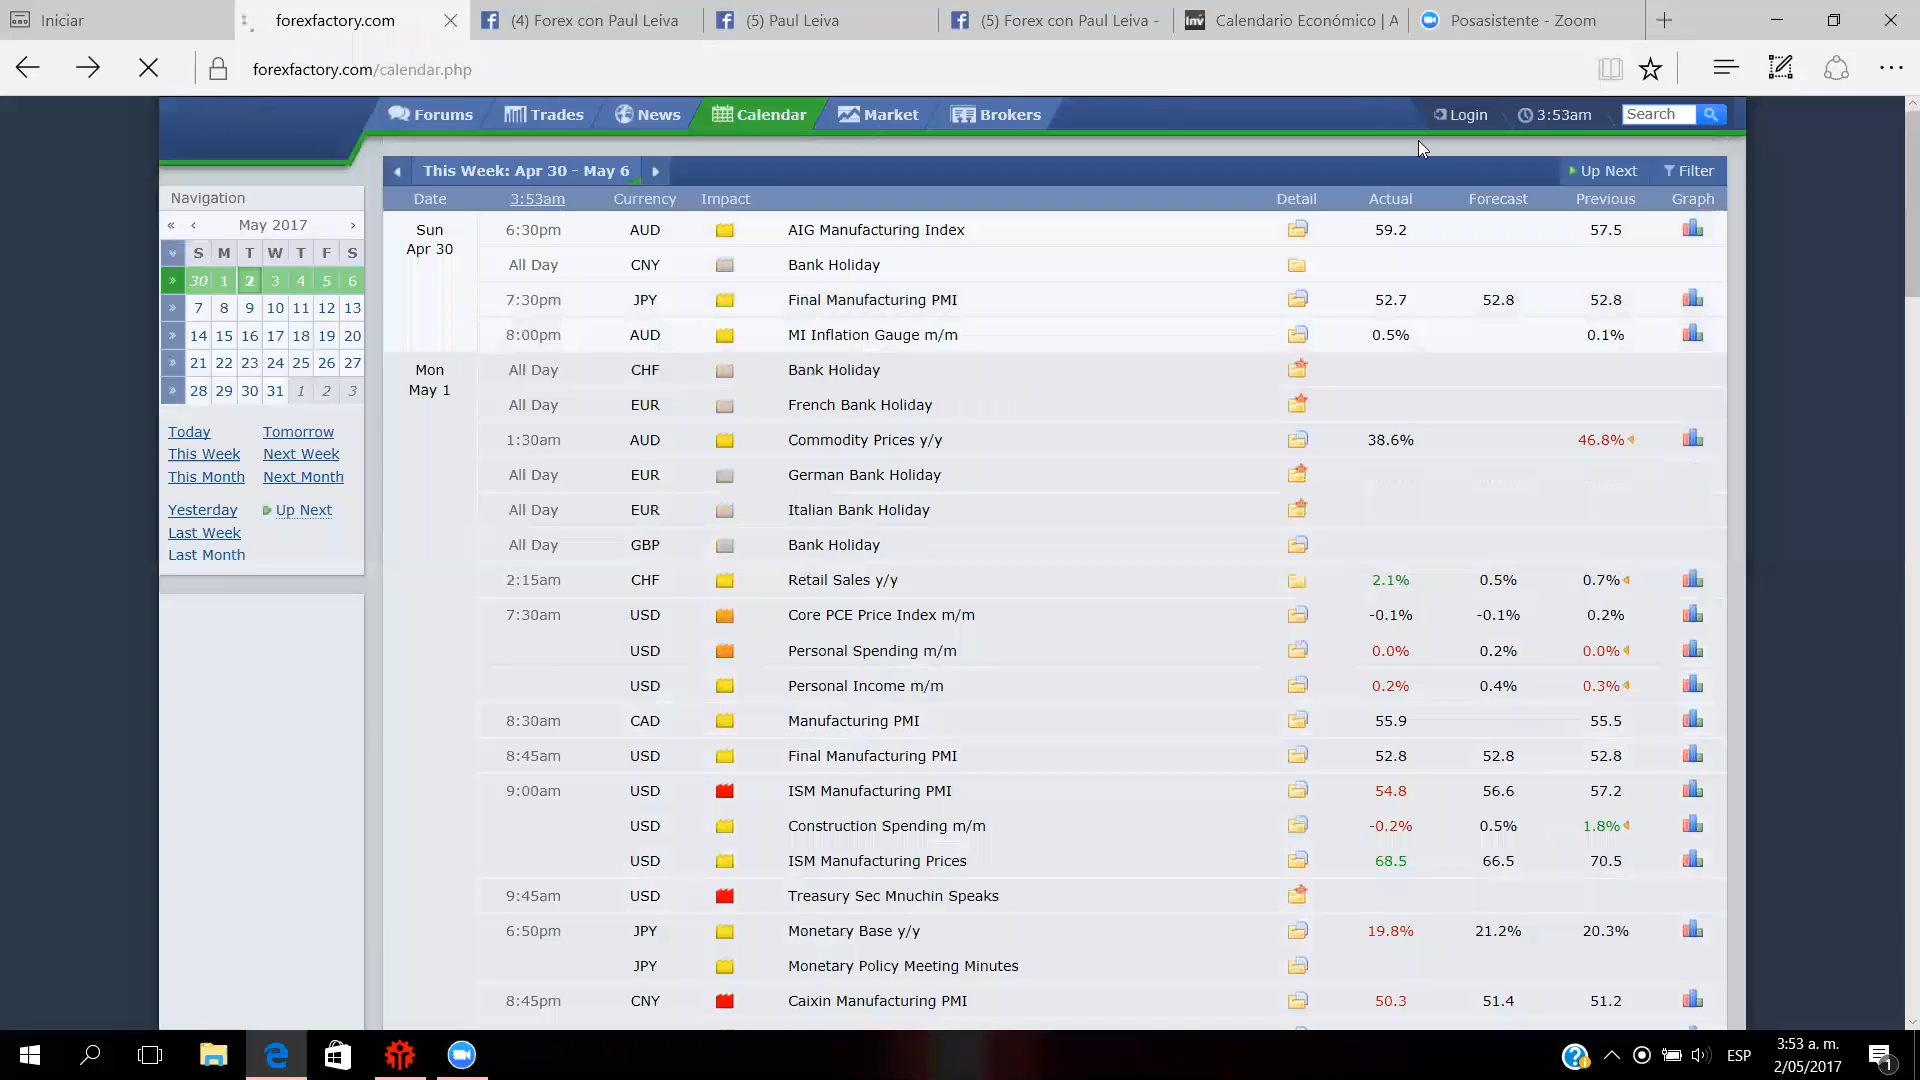 Iniciar
forexfactory.com
(4) Forex con Paul Leiva
(5) Paul Leiva
(5) Forex con Paul Leiva -
Inv Calendario Económico | A
Posasistente - Zoom
forexfactory.com/calendar.php
Forums Trades News Calendar Market Brokers Login 3:53am Search
This Week: Apr 30 - May 6 Up Next Filter
Date 3:53am Currency Impact Detail Actual Forecast Previous Graph
Navigation
« ‹ May 2017 ›
S M T W T F S
30 1 2 3 4 5 6
7 8 9 10 11 12 13
14 15 16 17 18 19 20
21 22 23 24 25 26 27
28 29 30 31 1 2 3
Today Tomorrow
This Week Next Week
This Month Next Month
Yesterday Up Next
Last Week
Last Month
Sun Apr 30 6:30pm AUD AIG Manufacturing Index 59.2 57.5
All Day CNY Bank Holiday
7:30pm JPY Final Manufacturing PMI 52.7 52.8 52.8
8:00pm AUD MI Inflation Gauge m/m 0.5% 0.1%
Mon May 1 All Day CHF Bank Holiday
All Day EUR French Bank Holiday
1:30am AUD Commodity Prices y/y 38.6% 46.8%
All Day EUR German Bank Holiday
All Day EUR Italian Bank Holiday
All Day GBP Bank Holiday
2:15am CHF Retail Sales y/y 2.1% 0.5% 0.7%
7:30am USD Core PCE Price Index m/m -0.1% -0.1% 0.2%
USD Personal Spending m/m 0.0% 0.2% 0.0%
USD Personal Income m/m 0.2% 0.4% 0.3%
8:30am CAD Manufacturing PMI 55.9 55.5
8:45am USD Final Manufacturing PMI 52.8 52.8 52.8
9:00am USD ISM Manufacturing PMI 54.8 56.6 57.2
USD Construction Spending m/m -0.2% 0.5% 1.8%
USD ISM Manufacturing Prices 68.5 66.5 70.5
9:45am USD Treasury Sec Mnuchin Speaks
6:50pm JPY Monetary Base y/y 19.8% 21.2% 20.3%
JPY Monetary Policy Meeting Minutes
8:45pm CNY Caixin Manufacturing PMI 50.3 51.4 51.2
ESP
3:53 a. m.
2/05/2017
1